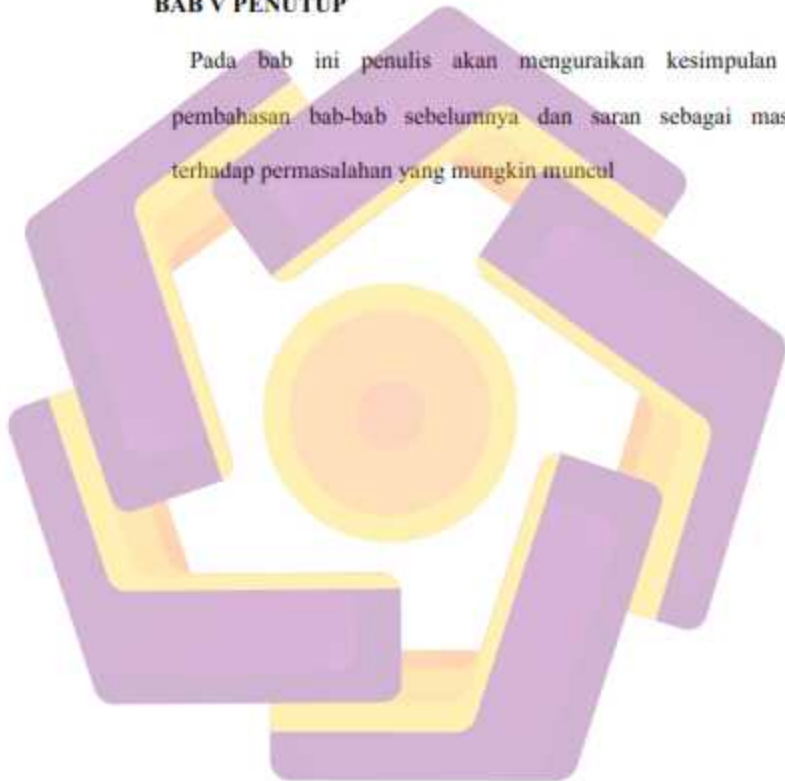 BAB V PENUTUP
Pada bab ini penulis akan menguraikan kesimpulan
pembahasan bab-bab sebelumnya dan saran sebagai mas
terhadap permasalahan yang mungkin muncul